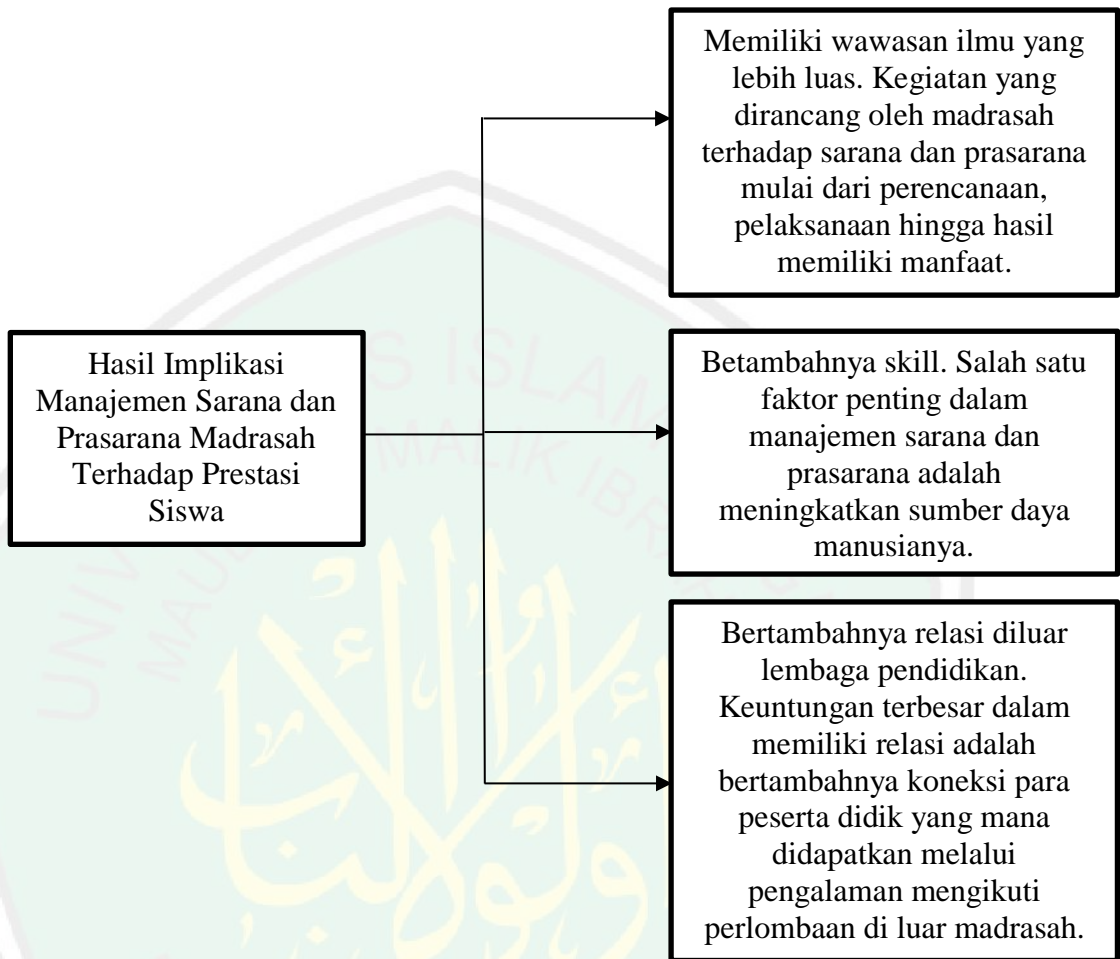 Memiliki wawasan ilmu yang
lebih luas. Kegiatan yang
dirancang oleh madrasah
terhadap sarana dan prasarana
mulai dari perencanaan,
pelaksanaan hingga hasil
memiliki manfaat.
Hasil Implikasi
Manajemen Sarana dan
Prasarana Madrasah
Terhadap Prestasi
Siswa
Betambahnya skill. Salah satu
faktor penting dalam
manajemen sarana dan
prasarana adalah
meningkatkan sumber daya
manusianya.
Bertambahnya relasi diluar
lembaga pendidikan.
Keuntungan terbesar dalam
memiliki relasi adalah
bertambahnya koneksi para
peserta didik yang mana
didapatkan melalui
pengalaman mengikuti
perlombaan di luar madrasah.